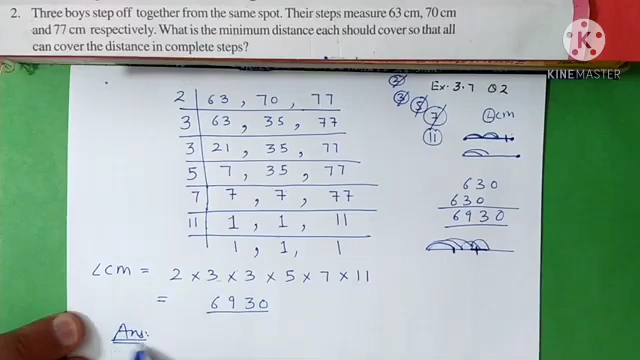 2. Three boys step off together from the same spot. Their steps measure 63 cm, 70 cm
and 77 cm respectively. What is the minimum distance each should cover so that all
can cover the distance in complete steps?
KINEMASTER
Ex. 3.7 Q2
2 3 5 7 11
LCM
2 | 63, 70, 77
3 | 63, 35, 77
3 | 21, 35, 77
5 | 7, 35, 77
7 | 7, 7, 77
11 | 1, 1, 11
1, 1, 1
630
630
6930
LCM = 2 × 3 × 3 × 5 × 7 × 11
= 6930
Ans: